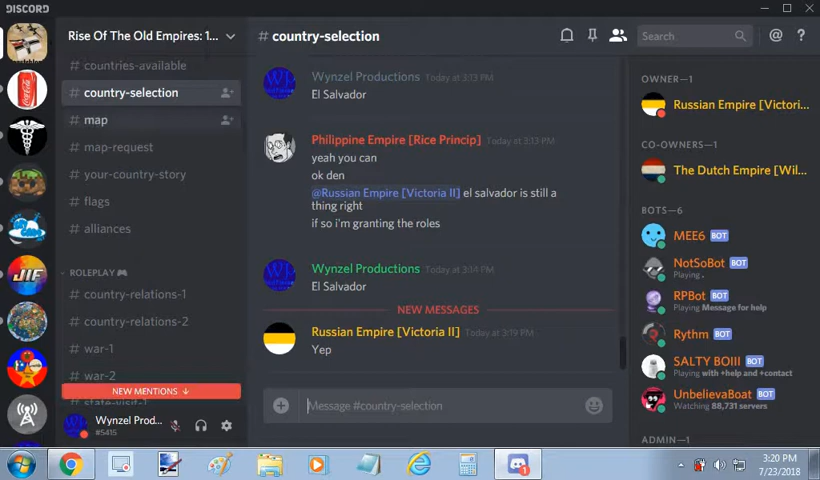 DISCORD
Rise Of The Old Empires: 1...
# country-selection
Search
# countries-available
# country-selection
# map
# map-request
# your-country-story
# flags
# alliances
ROLEPLAY
# country-relations-1
# country-relations-2
# war-1
# war-2
# state-visit-1
NEW MENTIONS ↓
Wynzel Prod...
#5415
Wynzel Productions Today at 3:13 PM
El Salvador
Philippine Empire [Rice Princip] Today at 3:13 PM
yeah you can
ok den
@Russian Empire [Victoria II] el salvador is still a
thing right
if so i'm granting the roles
Wynzel Productions Today at 3:14 PM
El Salvador
NEW MESSAGES
Russian Empire [Victoria II] Today at 3:19 PM
Yep
Message #country-selection
OWNER—1
Russian Empire [Victori...
CO-OWNERS—1
The Dutch Empire [Wil...
BOTS—6
MEE6 BOT
NotSoBot BOT
Playing .
RPBot BOT
Playing Message for help
Rythm BOT
SALTY BOIII BOT
Playing with +help and +contact
UnbelievaBoat BOT
Watching 88,731 servers
ADMIN—1
JIF
1
3:20 PM
7/23/2018